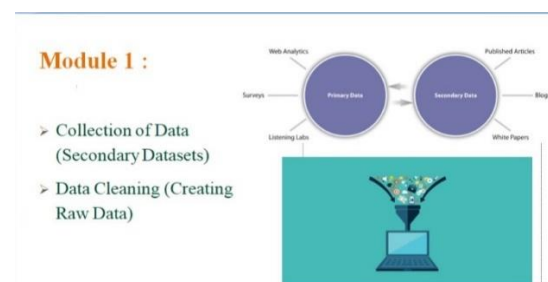 Module 1 :
➢ Collection of Data
(Secondary Datasets)
➢ Data Cleaning (Creating
Raw Data)
Web Analytics
Surveys
Listening Labs
Primary Data
Secondary Data
Published Articles
Blog
White Papers